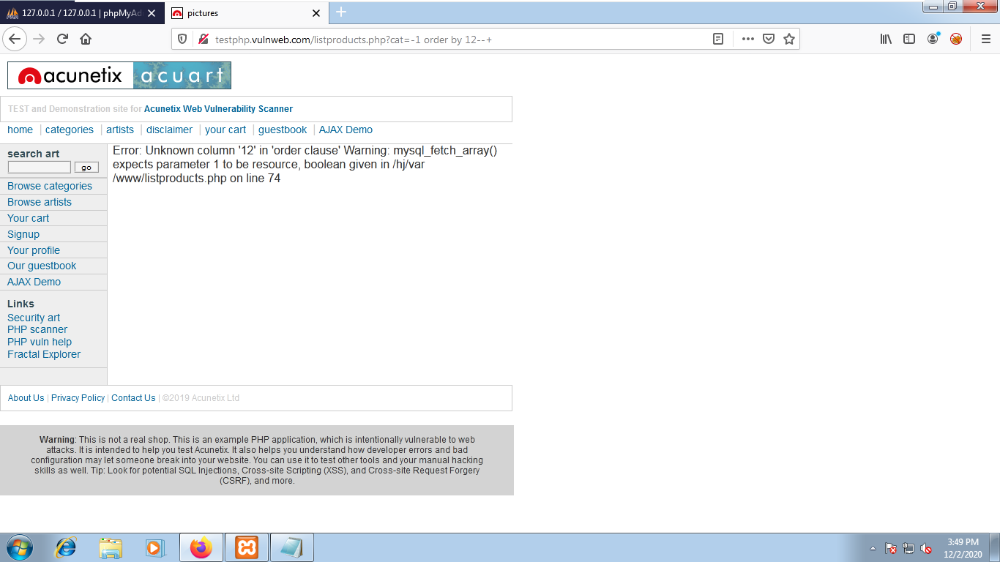 127.0.0.1 / 127.0.0.1 | phpMyAd
pictures
testphp.vulnweb.com/listproducts.php?cat=-1 order by 12--+
acunetix acuart
TEST and Demonstration site for Acunetix Web Vulnerability Scanner
home | categories | artists | disclaimer | your cart | guestbook | AJAX Demo
search art
go
Browse categories
Browse artists
Your cart
Signup
Your profile
Our guestbook
AJAX Demo
Links
Security art
PHP scanner
PHP vuln help
Fractal Explorer
Error: Unknown column '12' in 'order clause' Warning: mysql_fetch_array()
expects parameter 1 to be resource, boolean given in /hj/var
/www/listproducts.php on line 74
About Us | Privacy Policy | Contact Us | ©2019 Acunetix Ltd
Warning: This is not a real shop. This is an example PHP application, which is intentionally vulnerable to web
attacks. It is intended to help you test Acunetix. It also helps you understand how developer errors and bad
configuration may let someone break into your website. You can use it to test other tools and your manual hacking
skills as well. Tip: Look for potential SQL Injections, Cross-site Scripting (XSS), and Cross-site Request Forgery
(CSRF), and more.
3:49 PM
12/2/2020